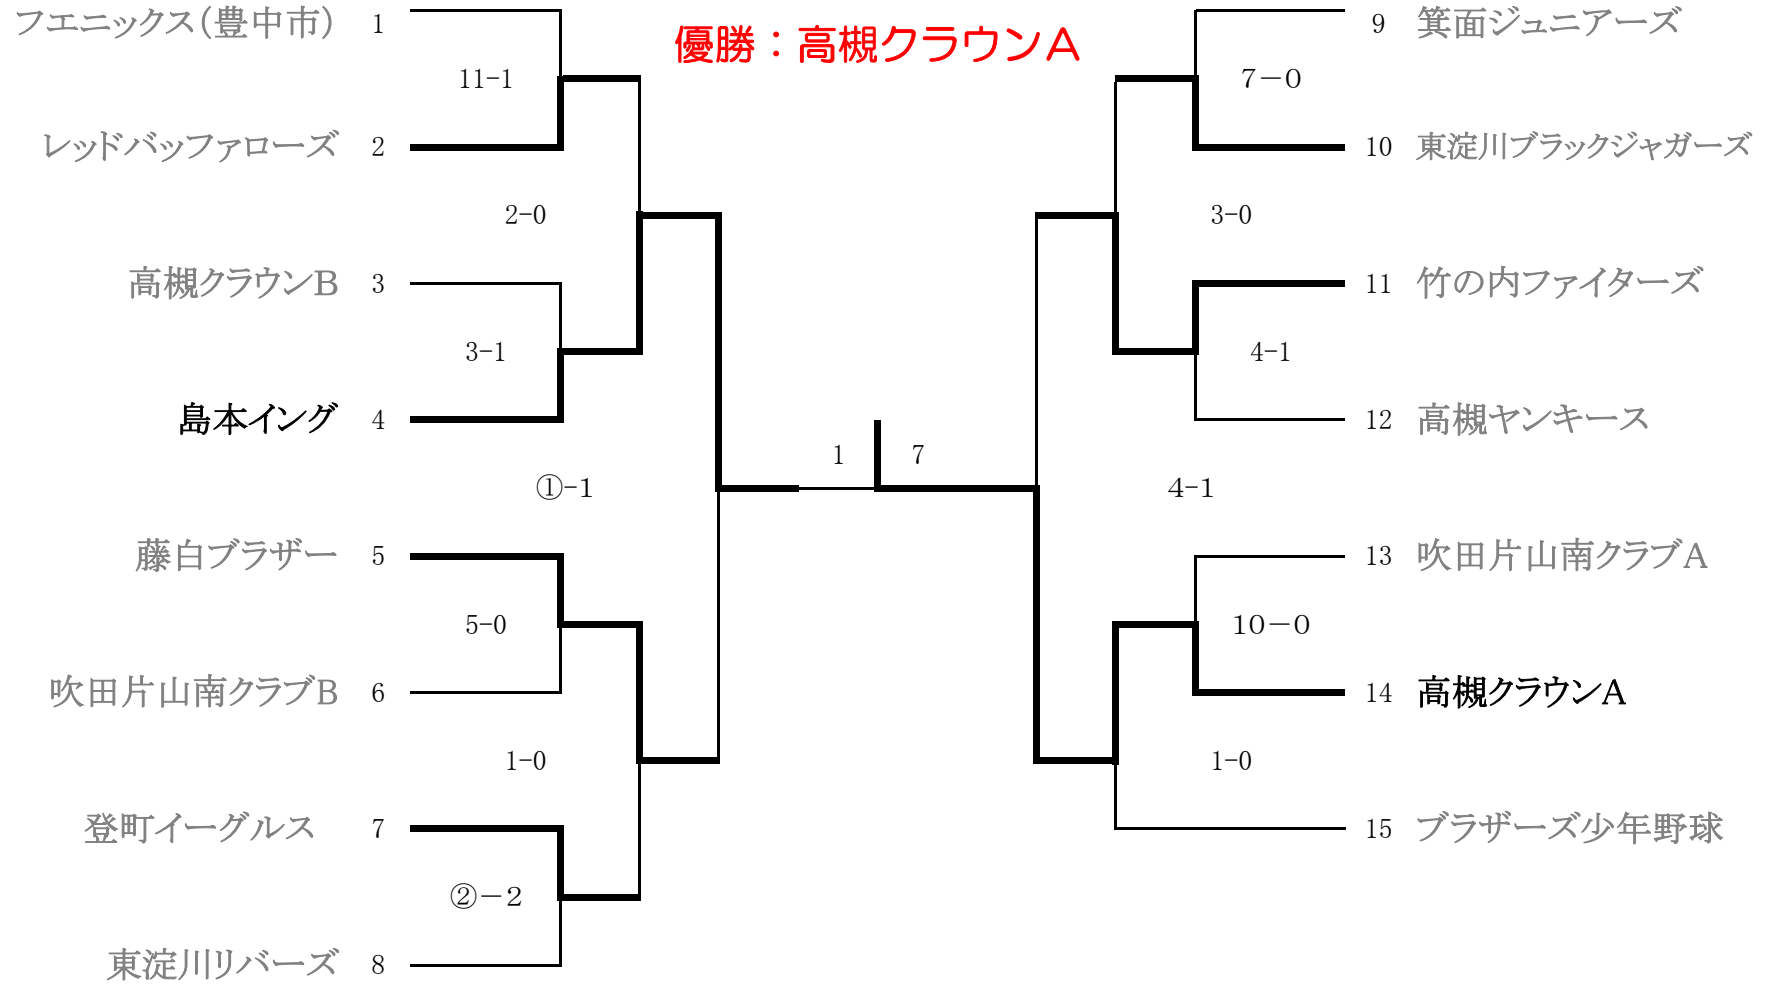 優勝：高槻クラウンＡ
フエニックス（豊中市） 1
11-1
レッドバッファローズ 2
2-0
高槻クラウンB 3
3-1
島本イング 4
①-1
藤白ブラザー 5
5-0
吹田片山南クラブB 6
1-0
登町イーグルス 7
②－２
東淀川リバーズ 8
1 7
9 箕面ジュニアーズ
７－０
10 東淀川ブラックジャガーズ
3-0
11 竹の内ファイターズ
4-1
12 高槻ヤンキース
４-１
13 吹田片山南クラブA
１０－０
14 高槻クラウンA
1-0
15 ブラザーズ少年野球